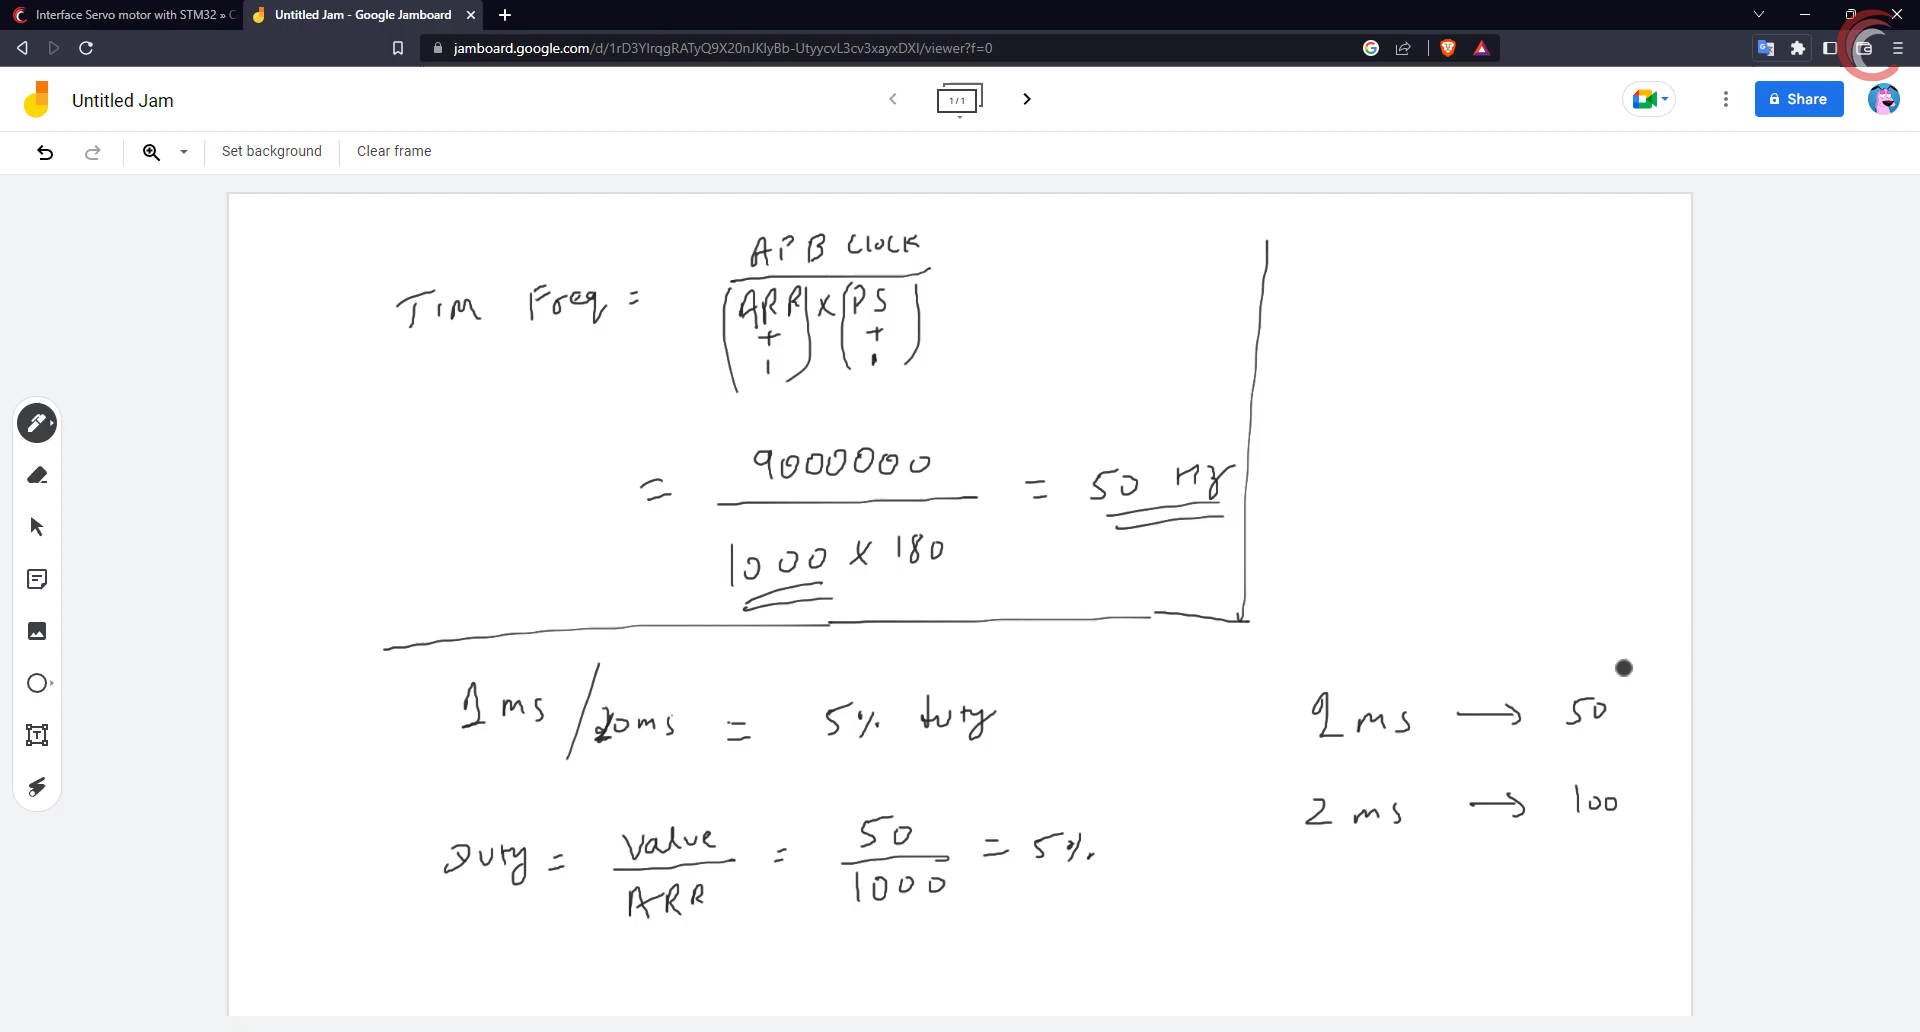 Interface Servo motor with STM32 » C
Untitled Jam - Google Jamboard
jamboard.google.com/d/1rD3YIrqgRATyQ9X20nJKlyBb-UtyycvL3cv3xayxDXI/viewer?f=0
Untitled Jam
1/1
Share
Set background
Clear frame
APB CLOCK
Tim Freq =
(ARR + 1) x (PS + 1)
9000000
= = 50 Hz
1000 x 180
1 ms / 20 ms = 5% duty
1 ms → 50
2 ms → 100
Duty = Value / ARR = 50 / 1000 = 5%